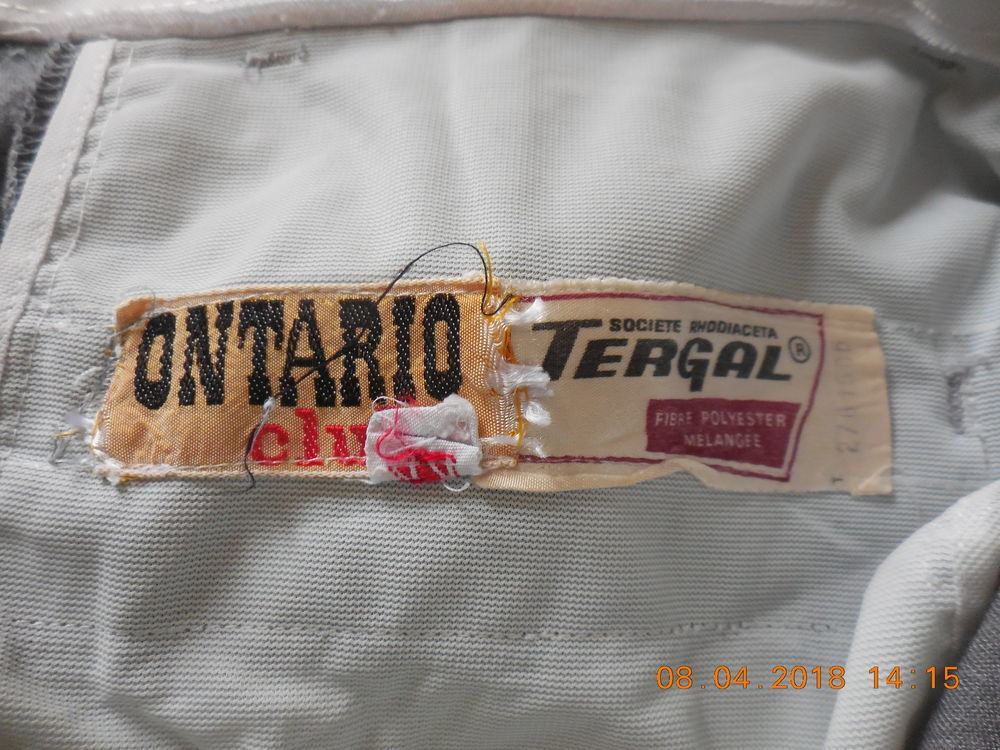 ONTARIO
SOCIETE RHODIACETA
TERGAL®
FIBRE POLYESTER
MELANGEE
08.04.2018 14:15